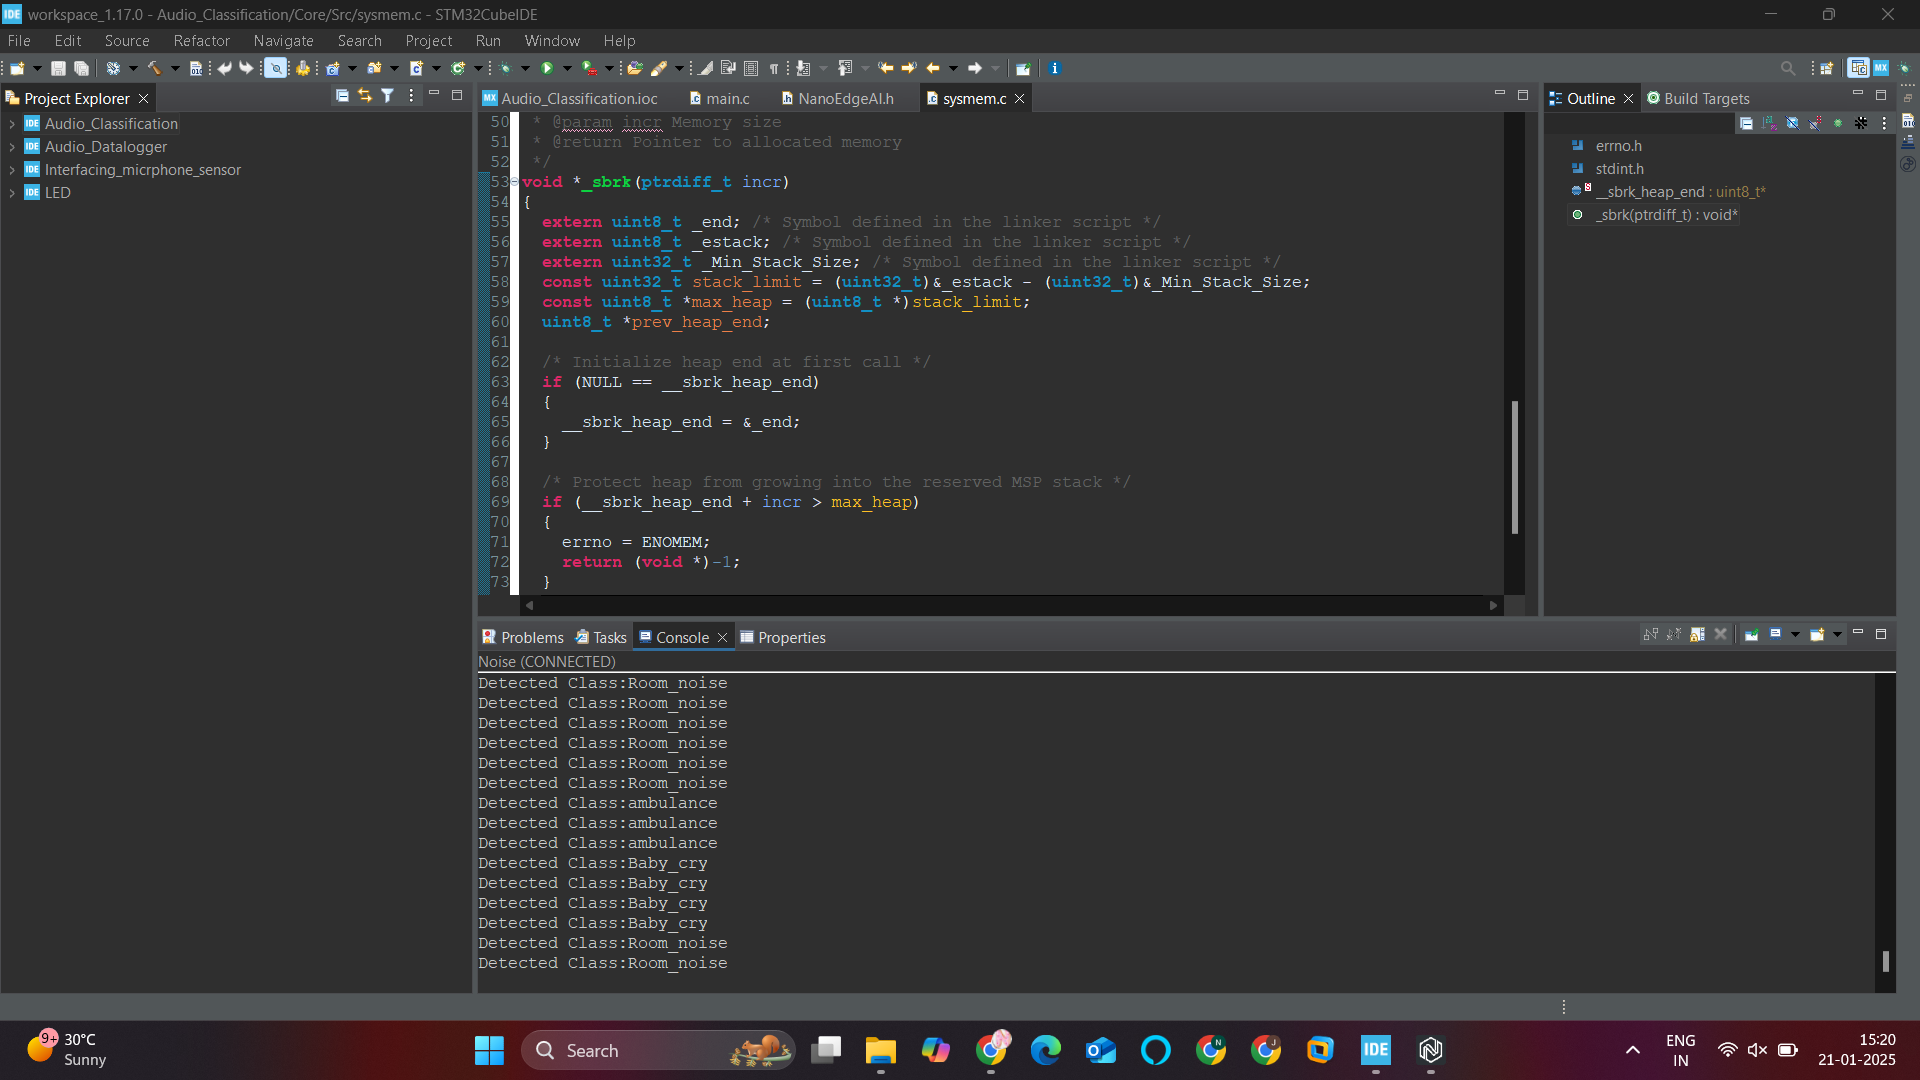 IDE workspace_1.17.0 - Audio_Classification/Core/Src/sysmem.c - STM32CubeIDE
File Edit Source Refactor Navigate Search Project Run Window Help
Project Explorer
IDE Audio_Classification
IDE Audio_Datalogger
IDE Interfacing_micrphone_sensor
IDE LED
MX Audio_Classification.ioc main.c NanoEdgeAI.h sysmem.c
50 * @param incr Memory size
51 * @return Pointer to allocated memory
52 */
53 void *_sbrk(ptrdiff_t incr)
54 {
55 extern uint8_t _end; /* Symbol defined in the linker script */
56 extern uint8_t _estack; /* Symbol defined in the linker script */
57 extern uint32_t _Min_Stack_Size; /* Symbol defined in the linker script */
58 const uint32_t stack_limit = (uint32_t)&_estack - (uint32_t)&_Min_Stack_Size;
59 const uint8_t *max_heap = (uint8_t *)stack_limit;
60 uint8_t *prev_heap_end;
61
62 /* Initialize heap end at first call */
63 if (NULL == __sbrk_heap_end)
64 {
65 __sbrk_heap_end = &_end;
66 }
67
68 /* Protect heap from growing into the reserved MSP stack */
69 if (__sbrk_heap_end + incr > max_heap)
70 {
71 errno = ENOMEM;
72 return (void *)-1;
73 }
Outline Build Targets
errno.h
stdint.h
__sbrk_heap_end : uint8_t*
_sbrk(ptrdiff_t) : void*
Problems Tasks Console Properties
Noise (CONNECTED)
Detected Class:Room_noise
Detected Class:Room_noise
Detected Class:Room_noise
Detected Class:Room_noise
Detected Class:Room_noise
Detected Class:Room_noise
Detected Class:ambulance
Detected Class:ambulance
Detected Class:ambulance
Detected Class:Baby_cry
Detected Class:Baby_cry
Detected Class:Baby_cry
Detected Class:Baby_cry
Detected Class:Room_noise
Detected Class:Room_noise
9+ 30°C
Sunny
Search
IDE
ENG
IN
15:20
21-01-2025